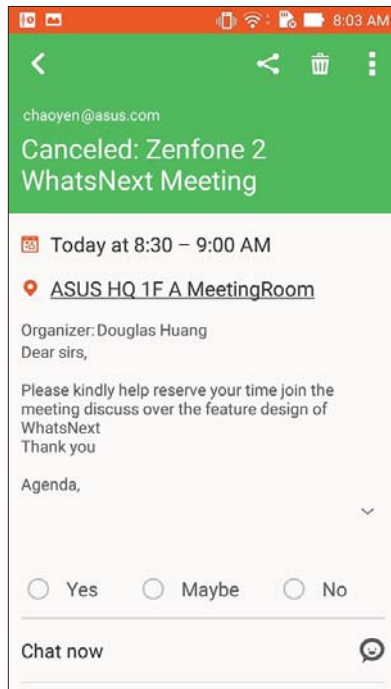 8:03 AM
chaoyen@asus.com
Canceled: Zenfone 2
WhatsNext Meeting
Today at 8:30 – 9:00 AM
ASUS HQ 1F A MeetingRoom
Organizer: Douglas Huang
Dear sirs,
Please kindly help reserve your time join the
meeting discuss over the feature design of
WhatsNext
Thank you
Agenda,
Yes Maybe No
Chat now